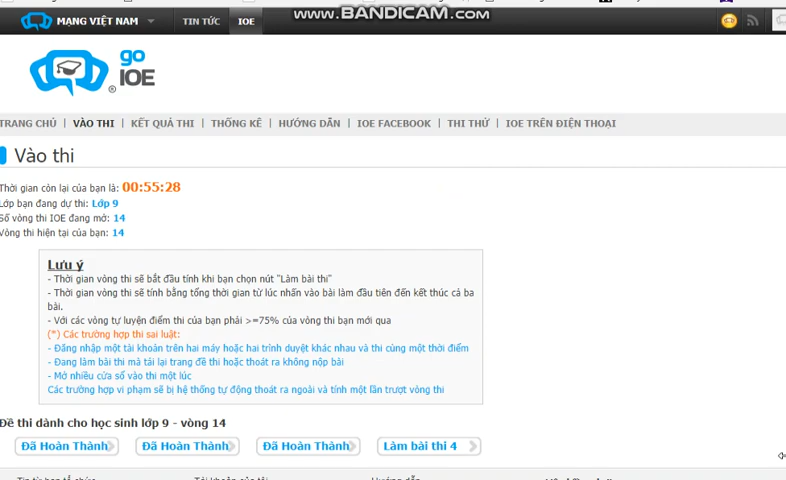 www.BANDICAM.com
MẠNG VIỆT NAM TIN TỨC IOE
go
IOE
TRANG CHỦ | VÀO THI | KẾT QUẢ THI | THỐNG KÊ | HƯỚNG DẪN | IOE FACEBOOK | THI THỬ | IOE TRÊN ĐIỆN THOẠI
Vào thi
Thời gian còn lại của bạn là: 00:55:28
Lớp bạn đang dự thi: Lớp 9
Số vòng thi IOE đang mở: 14
Vòng thi hiện tại của bạn: 14
Lưu ý
- Thời gian vòng thi sẽ bắt đầu tính khi bạn chọn nút "Làm bài thi"
- Thời gian vòng thi sẽ tính bằng tổng thời gian từ lúc nhấn vào bài làm đầu tiên đến kết thúc cả ba
bài.
- Với các vòng tự luyện điểm thi của bạn phải >=75% của vòng thi bạn mới qua
(*) Các trường hợp thi sai luật:
- Đăng nhập một tài khoản trên hai máy hoặc hai trình duyệt khác nhau và thi cùng một thời điểm
- Đang làm bài thi mà tải lại trang đề thi hoặc thoát ra không nộp bài
- Mở nhiều cửa sổ vào thi một lúc
Các trường hợp vi phạm sẽ bị hệ thống tự động thoát ra ngoài và tính một lần trượt vòng thi
Đề thi dành cho học sinh lớp 9 - vòng 14
Đã Hoàn Thành Đã Hoàn Thành Đã Hoàn Thành Làm bài thi 4